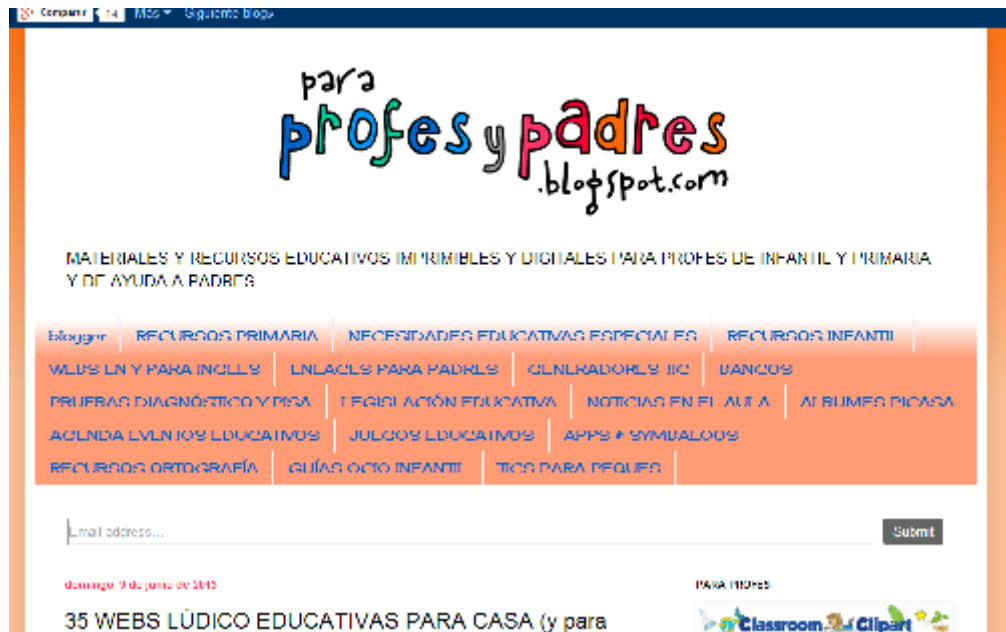 Compartir 14 Más Siguiente blog»
para
profes y padres
.blogspot.com
MATERIALES Y RECURSOS EDUCATIVOS IMPRIMIBLES Y DIGITALES PARA PROFES DE INFANTIL Y PRIMARIA
Y DE AYUDA A PADRES
blogger RECURSOS PRIMARIA NECESIDADES EDUCATIVAS ESPECIALES RECURSOS INFANTIL
WEBS EN Y PARA INGLES ENLACES PARA PADRES GENERADORES TIC BANCOS
PRUEBAS DIAGNÓSTICO Y PISA LEGISLACIÓN EDUCATIVA NOTICIAS EN EL AULA ALBUMES PICASA
AGENDA EVENTOS EDUCATIVOS JUEGOS EDUCATIVOS APPS # SYMBALOOS
RECURSOS ORTOGRAFÍA GUÍAS OCIO INFANTIL TICS PARA PEQUES
Email address... Submit
domingo, 9 de junio de 2013 PARA PROFES
35 WEBS LÚDICO EDUCATIVAS PARA CASA (y para
Classroom Clipart